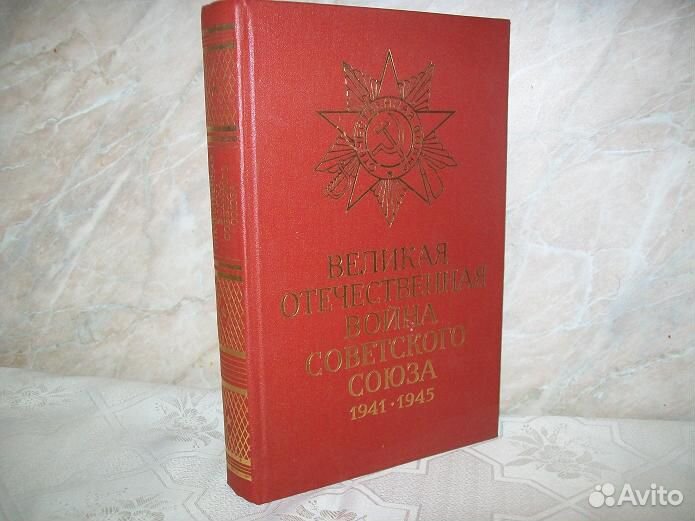 ВЕЛИКАЯ
ОТЕЧЕСТВЕННАЯ
ВОЙНА
СОВЕТСКОГО
СОЮЗА
1941 · 1945
Avito